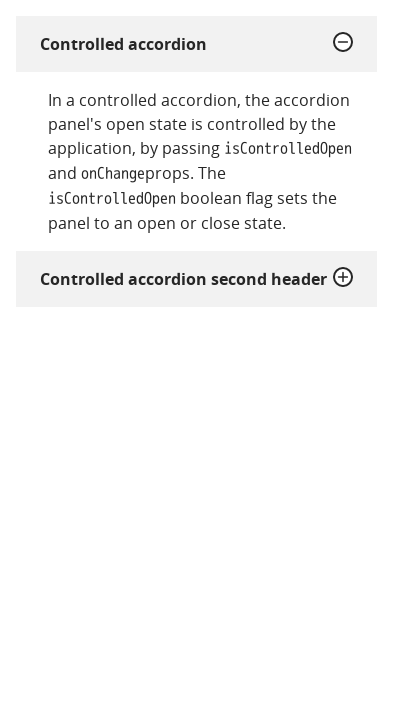 Controlled accordion
In a controlled accordion, the accordion
panel's open state is controlled by the
application, by passing isControlledOpen
and onChangeprops. The
isControlledOpen boolean flag sets the
panel to an open or close state.
Controlled accordion second header